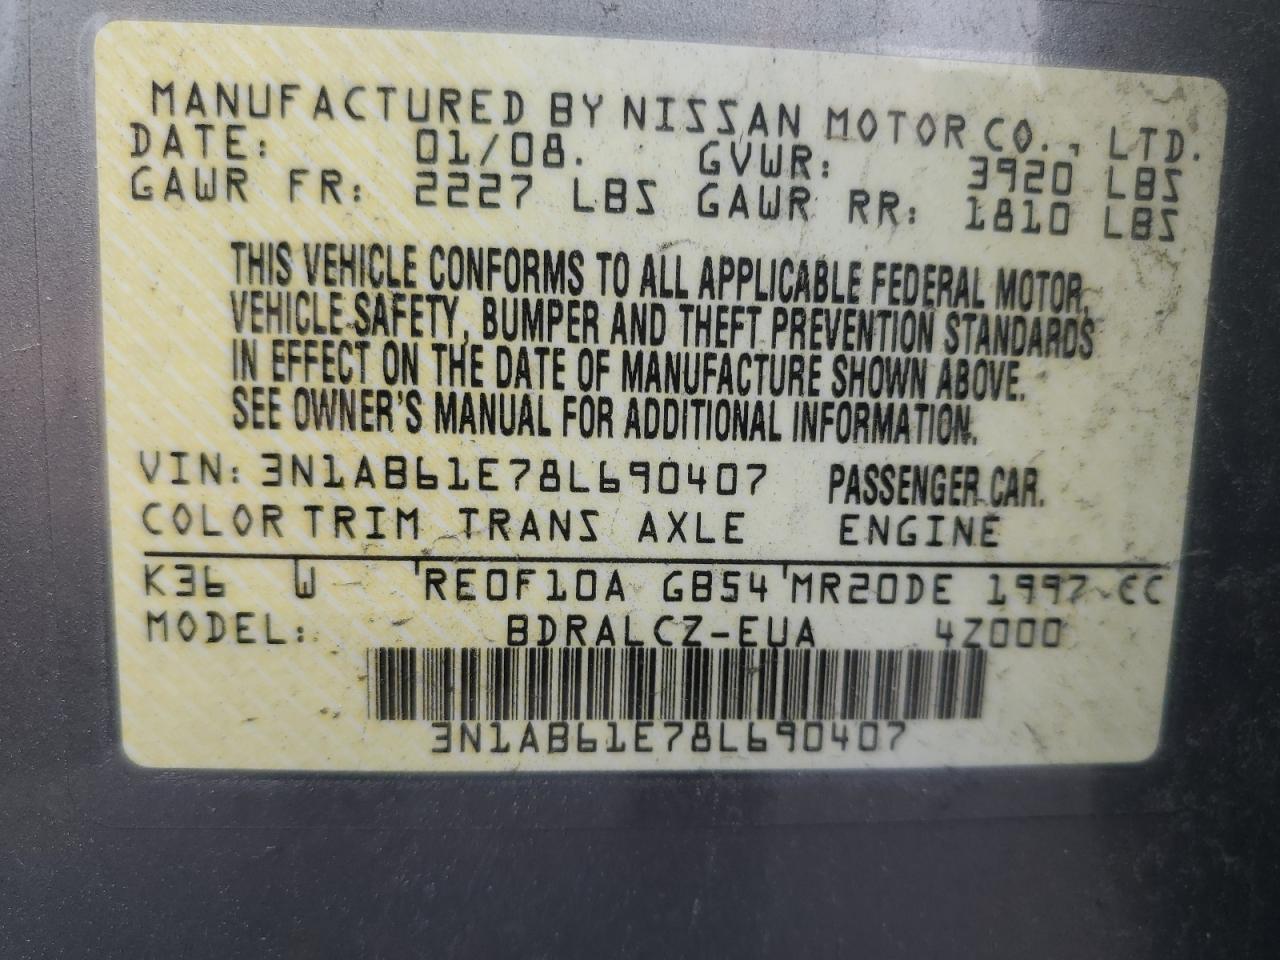 MANUFACTURED BY NISSAN MOTOR CO., LTD.
DATE: 01/08. GVWR: 3920 LBS
GAWR FR: 2227 LBS GAWR RR: 1810 LBS
THIS VEHICLE CONFORMS TO ALL APPLICABLE FEDERAL MOTOR
VEHICLE SAFETY, BUMPER AND THEFT PREVENTION STANDARDS
IN EFFECT ON THE DATE OF MANUFACTURE SHOWN ABOVE.
SEE OWNER'S MANUAL FOR ADDITIONAL INFORMATION.
VIN: 3N1AB61E78L690407 PASSENGER CAR.
COLOR TRIM TRANS AXLE ENGINE
K36 W RE0F10A GB54 MR20DE 1997 CC
MODEL: BDRALCZ-EUA 4Z000
3N1AB61E78L690407